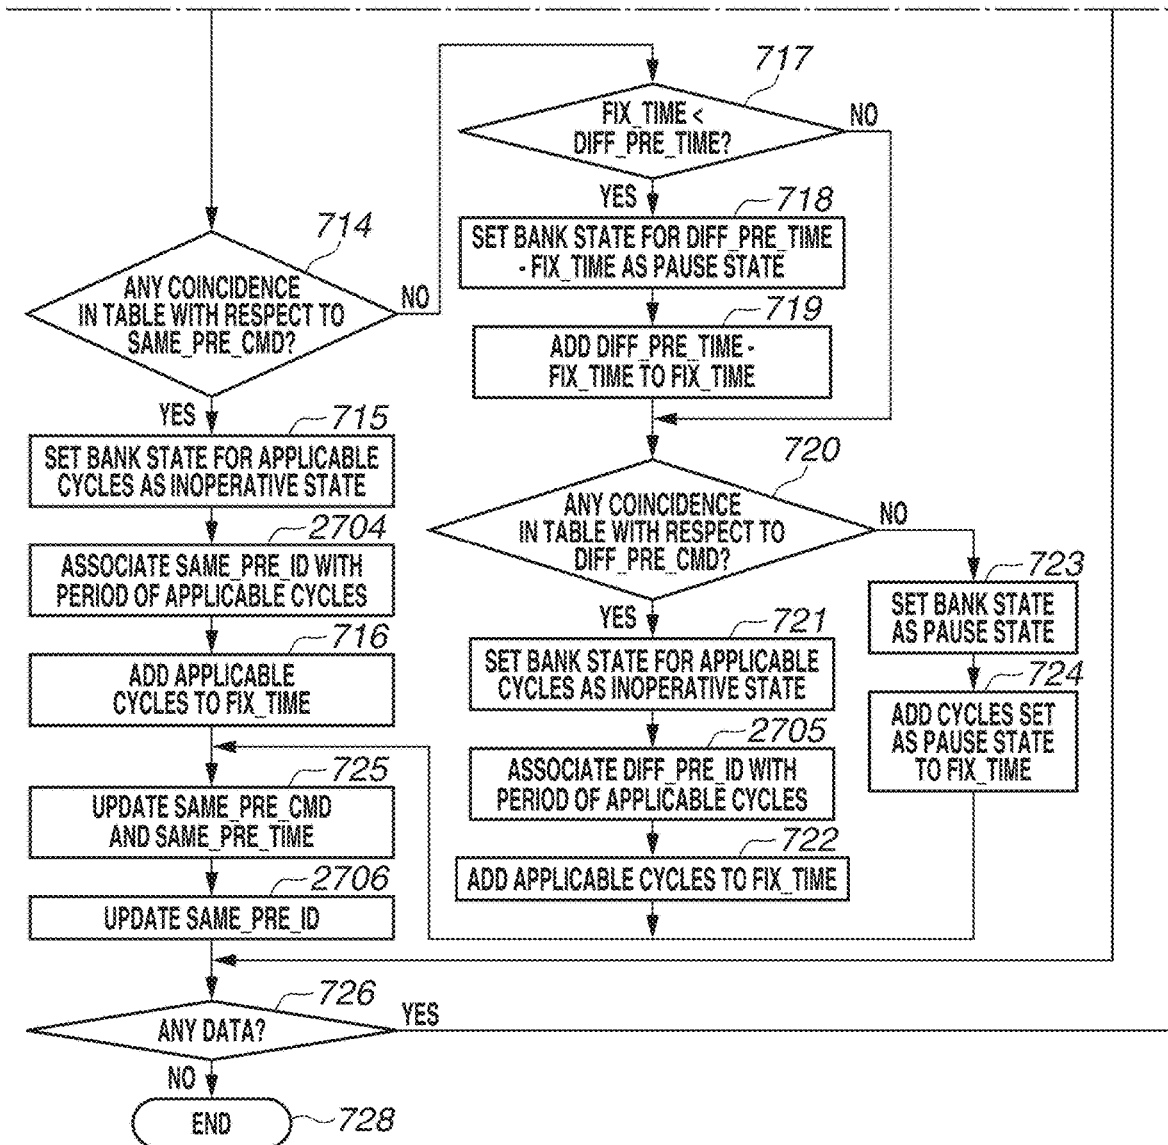 717
FIX_TIME <
DIFF_PRE_TIME?
NO
YES
718
SET BANK STATE FOR DIFF_PRE_TIME
- FIX_TIME AS PAUSE STATE
719
ADD DIFF_PRE_TIME -
FIX_TIME TO FIX_TIME
714
ANY COINCIDENCE
IN TABLE WITH RESPECT TO
SAME_PRE_CMD?
NO
YES
715
SET BANK STATE FOR APPLICABLE
CYCLES AS INOPERATIVE STATE
2704
ASSOCIATE SAME_PRE_ID WITH
PERIOD OF APPLICABLE CYCLES
716
ADD APPLICABLE
CYCLES TO FIX_TIME
720
ANY COINCIDENCE
IN TABLE WITH RESPECT TO
DIFF_PRE_CMD?
NO
YES
721
SET BANK STATE FOR APPLICABLE
CYCLES AS INOPERATIVE STATE
2705
ASSOCIATE DIFF_PRE_ID WITH
PERIOD OF APPLICABLE CYCLES
722
ADD APPLICABLE CYCLES TO FIX_TIME
723
SET BANK STATE
AS PAUSE STATE
724
ADD CYCLES SET
AS PAUSE STATE
TO FIX_TIME
725
UPDATE SAME_PRE_CMD
AND SAME_PRE_TIME
2706
UPDATE SAME_PRE_ID
726
ANY DATA?
YES
NO
END
728